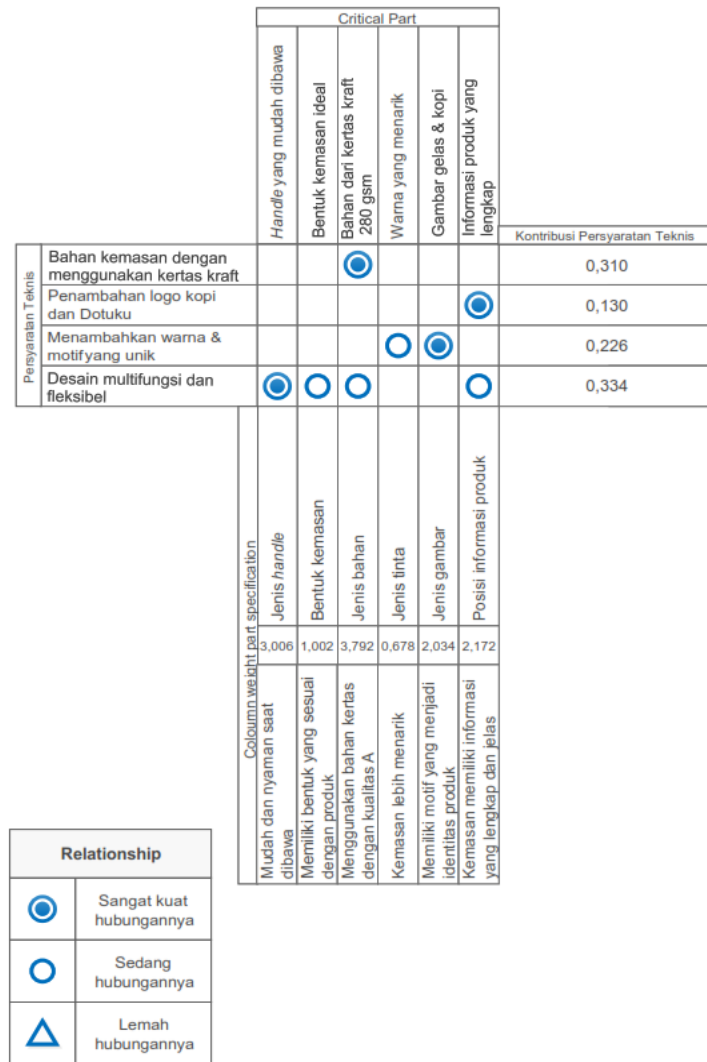 Critical Part
Handle yang mudah dibawa
Bentuk kemasan ideal
Bahan dari kertas kraft
280 gsm
Warna yang menarik
Gambar gelas & kopi
Informasi produk yang
lengkap
Kontribusi Persyaratan Teknis
Persyaratan Teknis
Bahan kemasan dengan
menggunakan kertas kraft
0,310
Penambahan logo kopi
dan Dotuku
0,130
Menambahkan warna &
motifyang unik
0,226
Desain multifungsi dan
fleksibel
0,334
Coloumn weight part specification
Jenis handle
Bentuk kemasan
Jenis bahan
Jenis tinta
Jenis gambar
Posisi informasi produk
3,006 1,002 3,792 0,678 2,034 2,172
Mudah dan nyaman saat
dibawa
Memiliki bentuk yang sesuai
dengan produk
Menggunakan bahan kertas
dengan kualitas A
Kemasan lebih menarik
Memiliki motif yang menjadi
identitas produk
Kemasan memiliki informasi
yang lengkap dan jelas
Relationship
Sangat kuat
hubungannya
Sedang
hubungannya
Lemah
hubungannya